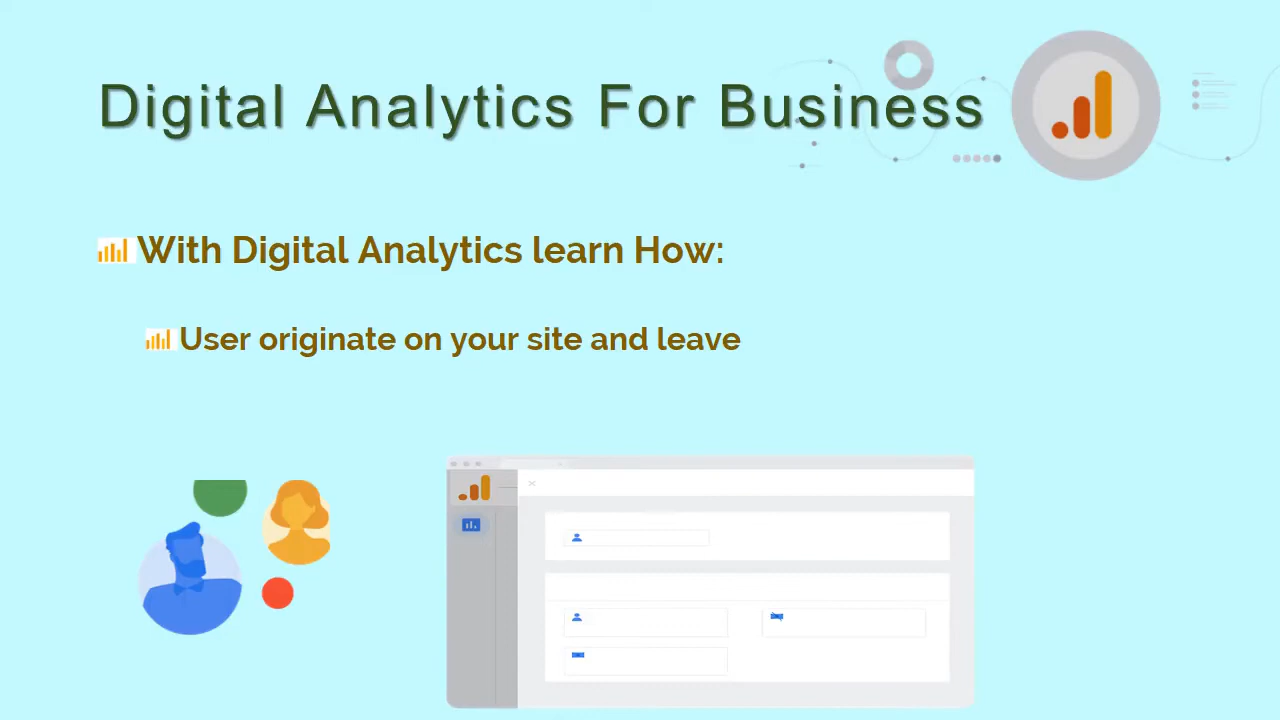 Digital Analytics For Business
With Digital Analytics learn How:
User originate on your site and leave